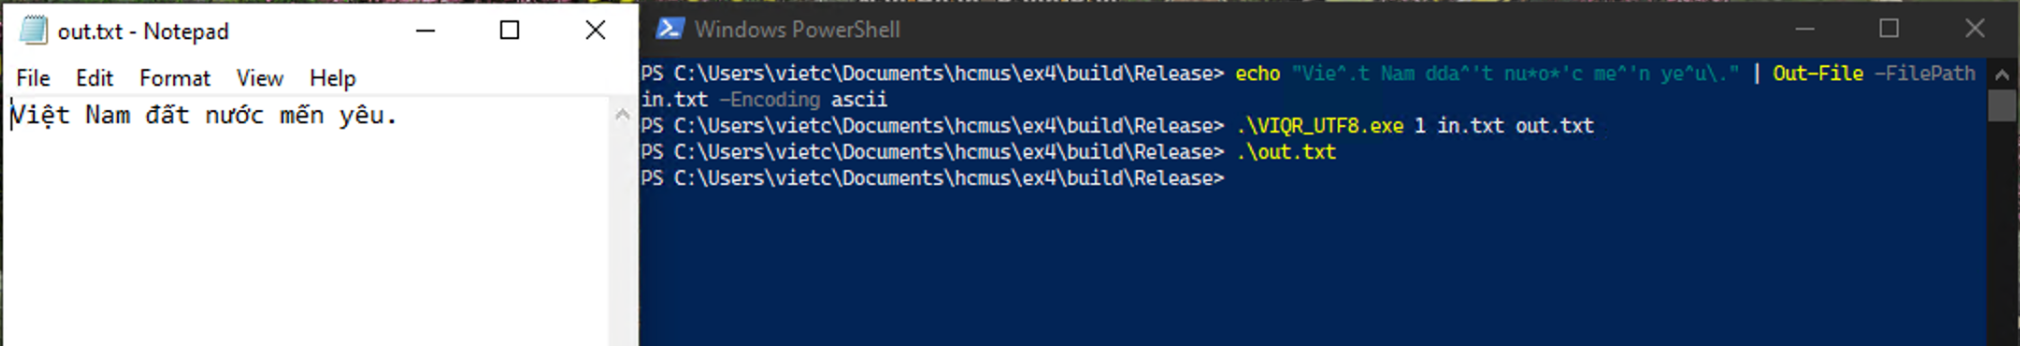 out.txt - Notepad
File Edit Format View Help
Việt Nam đất nước mến yêu.
Windows PowerShell
PS C:\Users\vietc\Documents\hcmus\ex4\build\Release> echo "Vie^.t Nam dda^'t nu*o*'c me^'n ye^u\." | Out-File -FilePath
in.txt -Encoding ascii
PS C:\Users\vietc\Documents\hcmus\ex4\build\Release> .\VIQR_UTF8.exe 1 in.txt out.txt
PS C:\Users\vietc\Documents\hcmus\ex4\build\Release> .\out.txt
PS C:\Users\vietc\Documents\hcmus\ex4\build\Release>